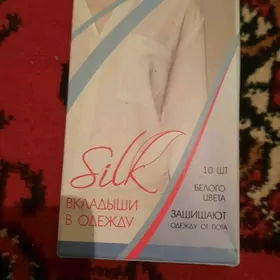 Silk
ВКЛАДЫШИ
В ОДЕЖДУ
10 ШТ
БЕЛОГО
ЦВЕТА
ЗАЩИЩАЮТ
ОДЕЖДУ ОТ ПОТА